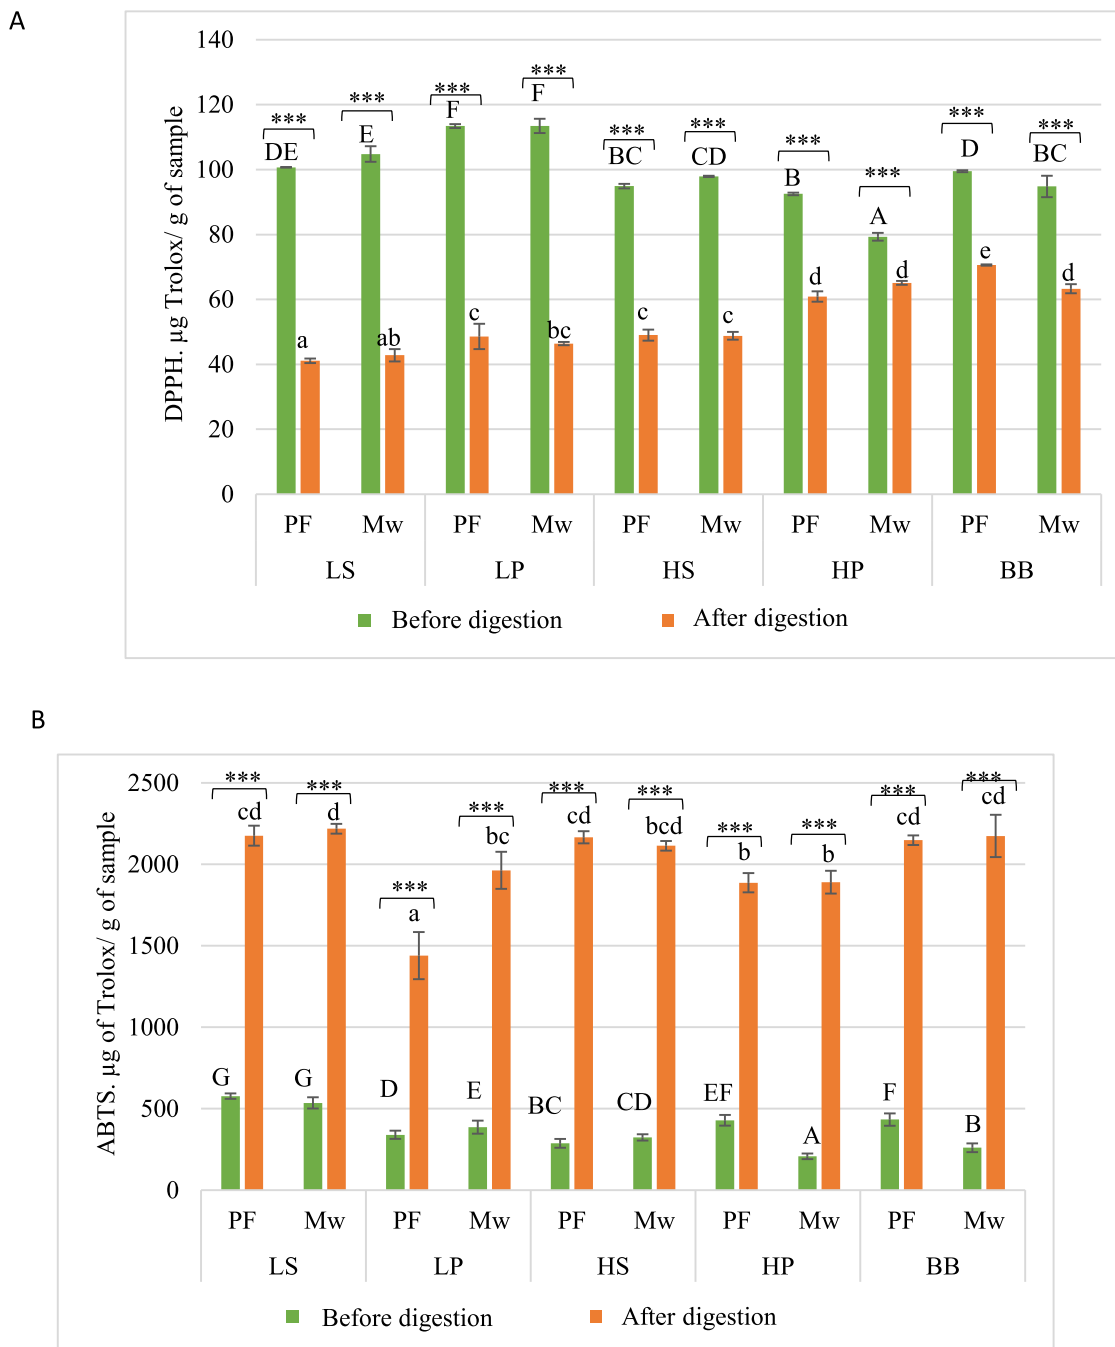 A
140
120
100
80
60
40
20
0
DPPH. µg Trolox/ g of sample
*** *** *** *** *** *** *** *** *** ***
DE E F F BC CD B A D BC
a ab c bc c c d d e d
PF Mw PF Mw PF Mw PF Mw PF Mw
LS LP HS HP BB
Before digestion After digestion
B
2500
2000
1500
1000
500
0
ABTS. µg of Trolox/ g of sample
*** *** *** *** *** *** *** *** *** ***
cd d a bc cd bcd b b cd cd
G G D E BC CD EF A F B
PF Mw PF Mw PF Mw PF Mw PF Mw
LS LP HS HP BB
Before digestion After digestion